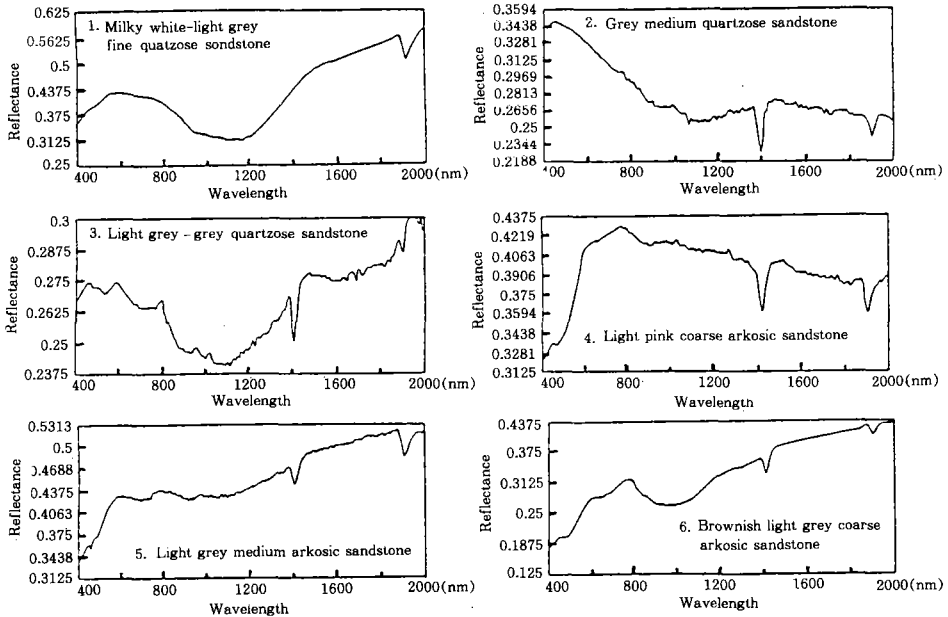 0.625
0.5625
0.5
0.4375
0.375
0.3125
0.25
Reflectance
1. Milky white-light grey
fine quatzose sondstone
400 800 1200 1600 2000(nm)
Wavelength
0.3594
0.3438
0.3281
0.3125
0.2969
0.2813
0.2656
0.25
0.2344
0.2188
Reflectance
2. Grey medium quartzose sandstone
400 800 1200 1600 2000(nm)
Wavelength
0.3
0.2875
0.275
0.2625
0.25
0.2375
Reflectance
3. Light grey - grey quartzose sandstone
400 800 1200 1600 2000(nm)
Wavelength
0.4375
0.4219
0.4063
0.3906
0.375
0.3594
0.3438
0.3281
0.3125
Reflectance
4. Light pink coarse arkosic sandstone
400 800 1200 1600 2000(nm)
Wavelength
0.5313
0.5
0.4688
0.4375
0.4063
0.375
0.3438
0.3125
Reflectance
5. Light grey medium arkosic sandstone
400 800 1200 1600 2000(nm)
Wavelength
0.4375
0.375
0.3125
0.25
0.1875
0.125
Reflectance
6. Brownish light grey coarse
arkosic sandstone
400 800 1200 1600 2000(nm)
Wavelength